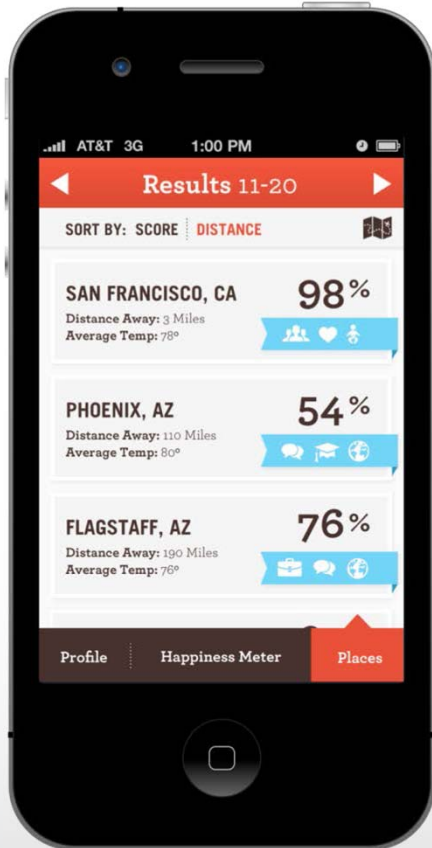 AT&T 3G 1:00 PM
Results 11-20
SORT BY: SCORE DISTANCE
SAN FRANCISCO, CA 98%
Distance Away: 3 Miles
Average Temp: 78°
PHOENIX, AZ 54%
Distance Away: 110 Miles
Average Temp: 80°
FLAGSTAFF, AZ 76%
Distance Away: 190 Miles
Average Temp: 76°
Profile Happiness Meter Places